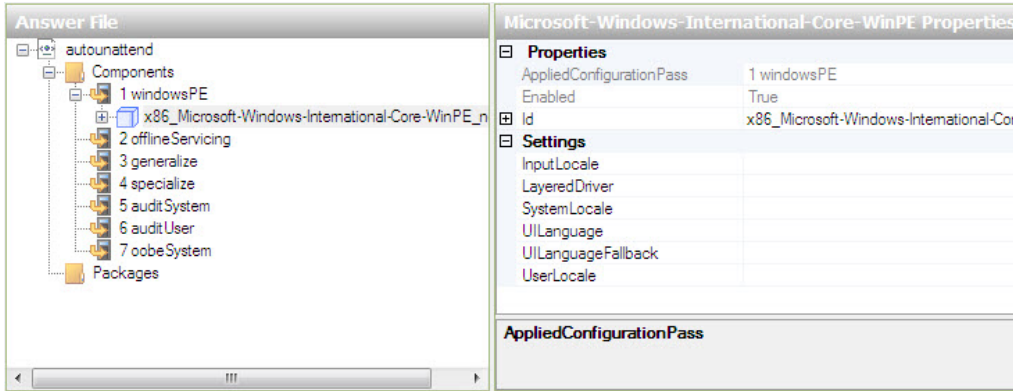 Answer File
autounattend
Components
1 windowsPE
x86_Microsoft-Windows-International-Core-WinPE_n
2 offlineServicing
3 generalize
4 specialize
5 auditSystem
6 auditUser
7 oobeSystem
Packages
Microsoft-Windows-International-Core-WinPE Properties
Properties
AppliedConfigurationPass 1 windowsPE
Enabled True
Id x86_Microsoft-Windows-International-Cor
Settings
InputLocale
LayeredDriver
SystemLocale
UILanguage
UILanguageFallback
UserLocale
AppliedConfigurationPass